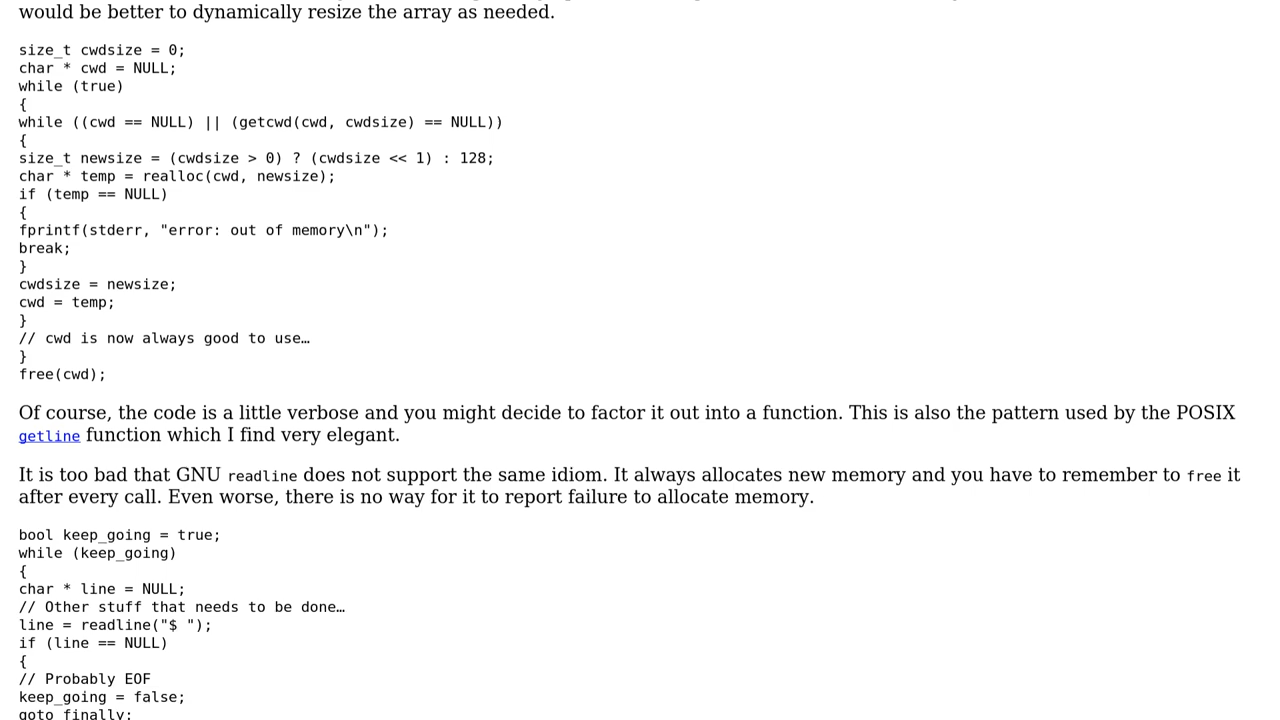 would be better to dynamically resize the array as needed.
size_t cwdsize = 0;
char * cwd = NULL;
while (true)
{
while ((cwd == NULL) || (getcwd(cwd, cwdsize) == NULL))
{
size_t newsize = (cwdsize > 0) ? (cwdsize << 1) : 128;
char * temp = realloc(cwd, newsize);
if (temp == NULL)
{
fprintf(stderr, "error: out of memory\n");
break;
}
cwdsize = newsize;
cwd = temp;
}
// cwd is now always good to use…
}
free(cwd);
Of course, the code is a little verbose and you might decide to factor it out into a function. This is also the pattern used by the POSIX
getline function which I find very elegant.
It is too bad that GNU readline does not support the same idiom. It always allocates new memory and you have to remember to free it
after every call. Even worse, there is no way for it to report failure to allocate memory.
bool keep_going = true;
while (keep_going)
{
char * line = NULL;
// Other stuff that needs to be done…
line = readline("$ ");
if (line == NULL)
{
// Probably EOF
keep_going = false;
goto finally;